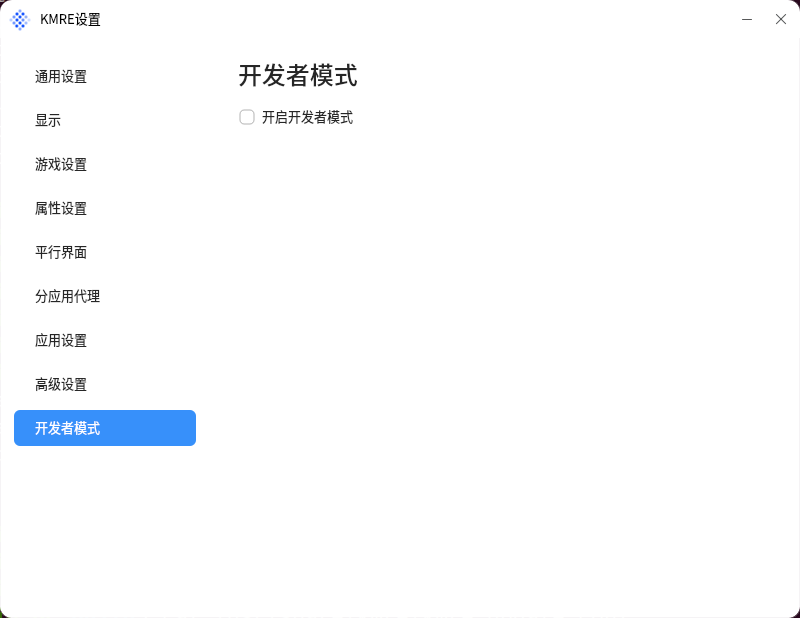 KMRE设置
通用设置
显示
游戏设置
属性设置
平行界面
分应用代理
应用设置
高级设置
开发者模式
开发者模式
开启开发者模式